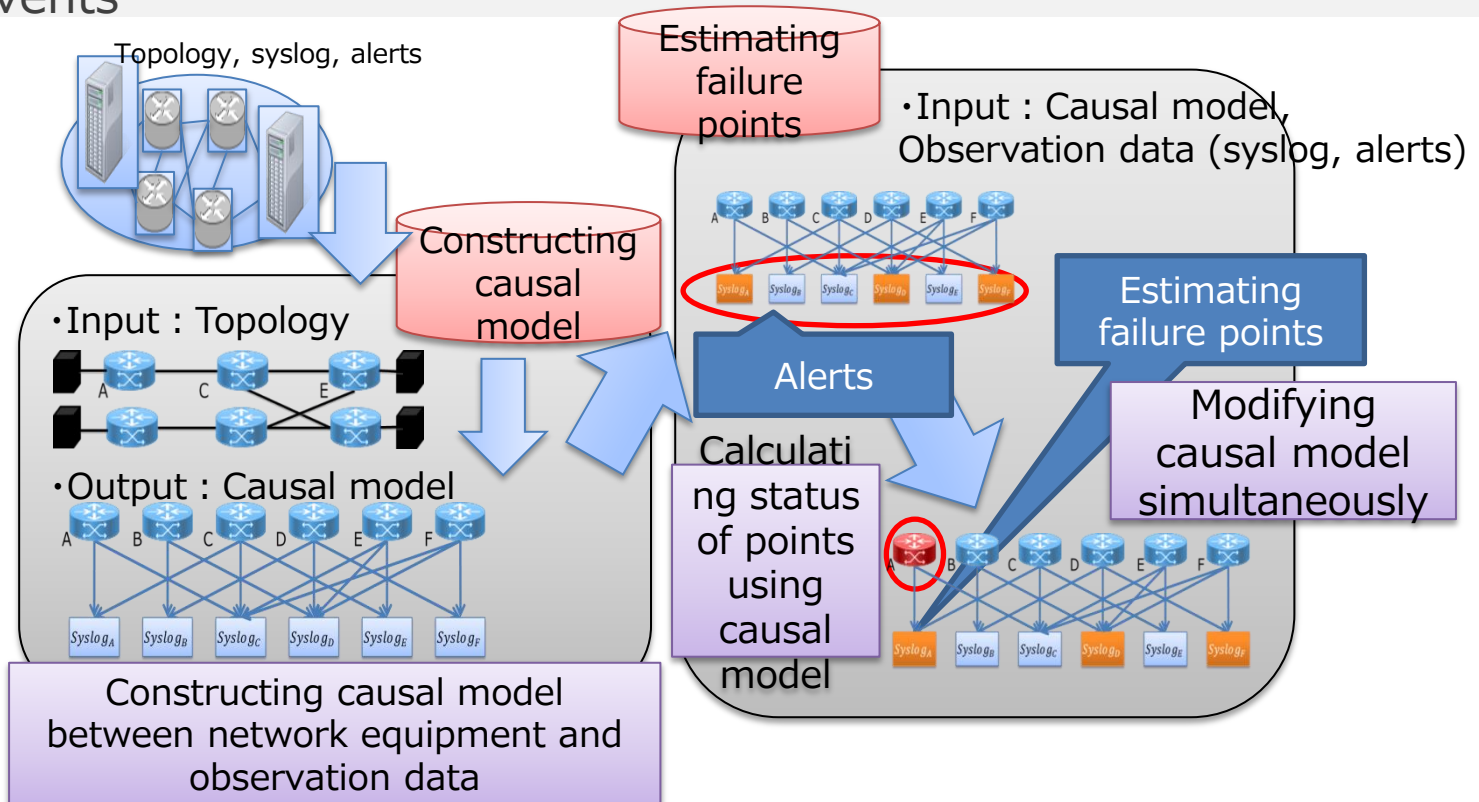 vents
Topology, syslog, alerts
Constructing
causal
model
・Input : Topology
A
C
E
・Output : Causal model
A
B
C
D
E
F
Syslog_A
Syslog_B
Syslog_C
Syslog_D
Syslog_E
Syslog_F
Constructing causal model
between network equipment and
observation data
Estimating
failure
points
・Input : Causal model,
Observation data (syslog, alerts)
A
B
C
D
E
F
Syslog_A
Syslog_B
Syslog_C
Syslog_D
Syslog_E
Syslog_F
Alerts
Estimating
failure points
Calculati
ng status
of points
using
causal
model
Modifying
causal model
simultaneously
A
B
C
D
E
F
Syslog_A
Syslog_B
Syslog_C
Syslog_D
Syslog_E
Syslog_F